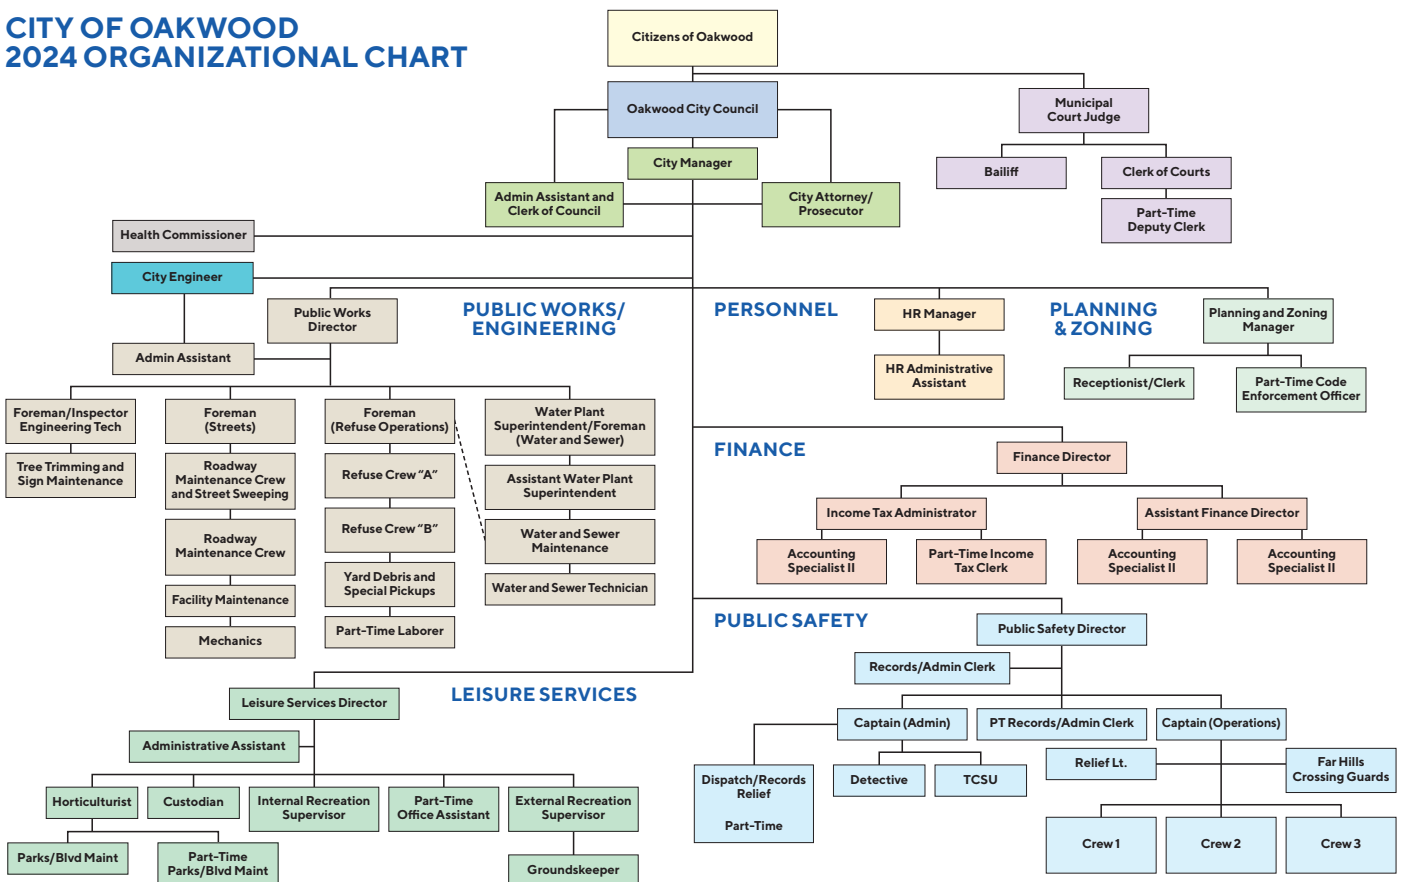 CITY OF OAKWOOD
2024 ORGANIZATIONAL CHART
Citizens of Oakwood
Oakwood City Council
Municipal
Court Judge
City Manager
Bailiff
Clerk of Courts
Admin Assistant and
Clerk of Council
City Attorney/
Prosecutor
Part-Time
Deputy Clerk
Health Commissioner
City Engineer
Public Works
Director
PUBLIC WORKS/
ENGINEERING
Admin Assistant
Foreman/Inspector
Engineering Tech
Tree Trimming and
Sign Maintenance
Foreman
(Streets)
Roadway
Maintenance Crew
and Street Sweeping
Roadway
Maintenance Crew
Facility Maintenance
Mechanics
Foreman
(Refuse Operations)
Refuse Crew “A”
Refuse Crew “B”
Yard Debris and
Special Pickups
Part-Time Laborer
Water Plant
Superintendent/Foreman
(Water and Sewer)
Assistant Water Plant
Superintendent
Water and Sewer
Maintenance
Water and Sewer Technician
PERSONNEL
HR Manager
HR Administrative
Assistant
PLANNING
& ZONING
Planning and Zoning
Manager
Receptionist/Clerk
Part-Time Code
Enforcement Officer
FINANCE
Finance Director
Income Tax Administrator
Assistant Finance Director
Accounting
Specialist II
Part-Time Income
Tax Clerk
Accounting
Specialist II
Accounting
Specialist II
PUBLIC SAFETY
Public Safety Director
Records/Admin Clerk
Captain (Admin)
PT Records/Admin Clerk
Captain (Operations)
Dispatch/Records
Relief
Part-Time
Detective
TCSU
Relief Lt.
Far Hills
Crossing Guards
Crew 1
Crew 2
Crew 3
LEISURE SERVICES
Leisure Services Director
Administrative Assistant
Horticulturist
Custodian
Internal Recreation
Supervisor
Part-Time
Office Assistant
External Recreation
Supervisor
Parks/Blvd Maint
Part-Time
Parks/Blvd Maint
Groundskeeper